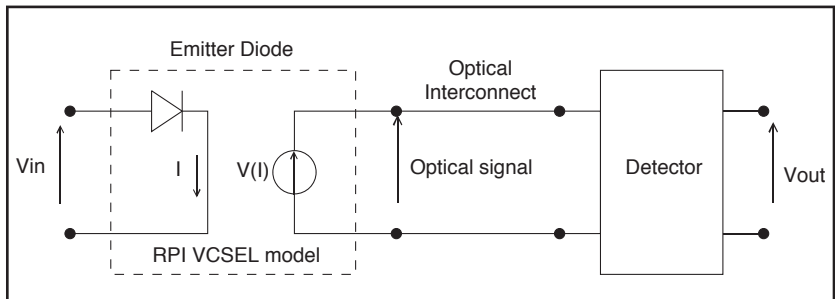 Emitter Diode
Optical
Interconnect
Vin
I
V(I)
Optical signal
Detector
Vout
RPI VCSEL model